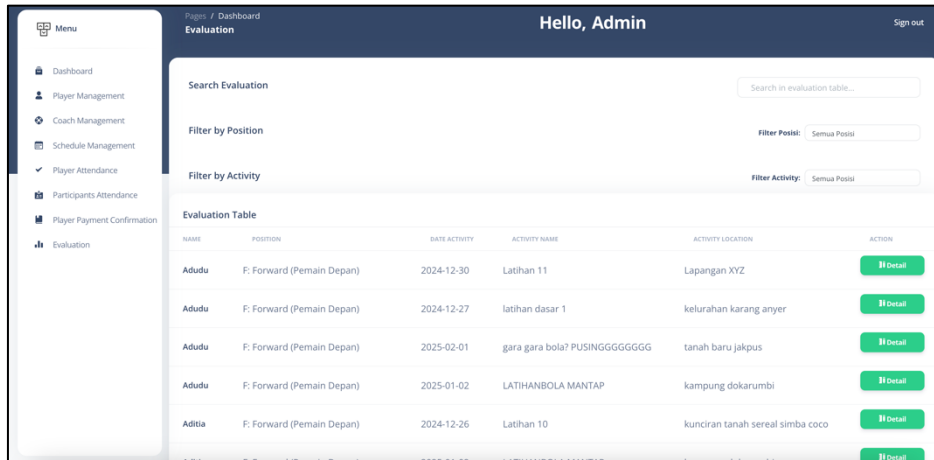 Menu
Dashboard
Player Management
Coach Management
Schedule Management
Player Attendance
Participants Attendance
Player Payment Confirmation
Evaluation
Pages / Dashboard
Evaluation
Hello, Admin
Sign out
Search Evaluation
Search in evaluation table...
Filter by Position
Filter Posisi: Semua Posisi
Filter by Activity
Filter Activity: Semua Posisi
Evaluation Table
NAME POSITION DATE ACTIVITY ACTIVITY NAME ACTIVITY LOCATION ACTION
Adudu F: Forward (Pemain Depan) 2024-12-30 Latihan 11 Lapangan XYZ Detail
Adudu F: Forward (Pemain Depan) 2024-12-27 latihan dasar 1 kelurahan karang anyer Detail
Adudu F: Forward (Pemain Depan) 2025-02-01 gara gara bola? PUSINGGGGGGGG tanah baru jakpus Detail
Adudu F: Forward (Pemain Depan) 2025-01-02 LATIHANBOLA MANTAP kampung dokarumbi Detail
Aditia F: Forward (Pemain Depan) 2024-12-26 Latihan 10 kunciran tanah sereal simba coco Detail
Detail